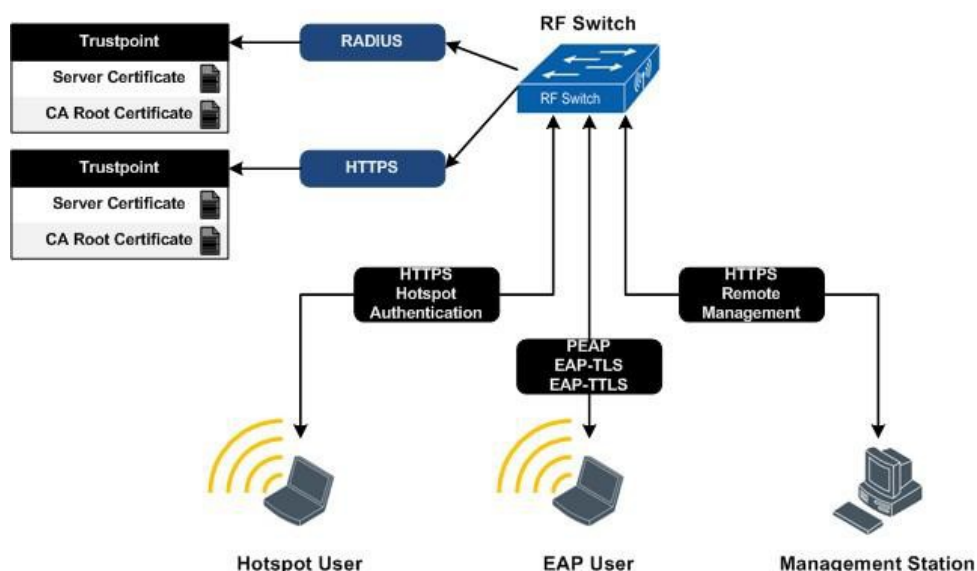 RF Switch
Trustpoint
RADIUS
Server Certificate
CA Root Certificate
RF Switch
Trustpoint
HTTPS
Server Certificate
CA Root Certificate
HTTPS
Hotspot
Authentication
HTTPS
Remote
Management
PEAP
EAP-TLS
EAP-TTLS
Hotspot User
EAP User
Management Station